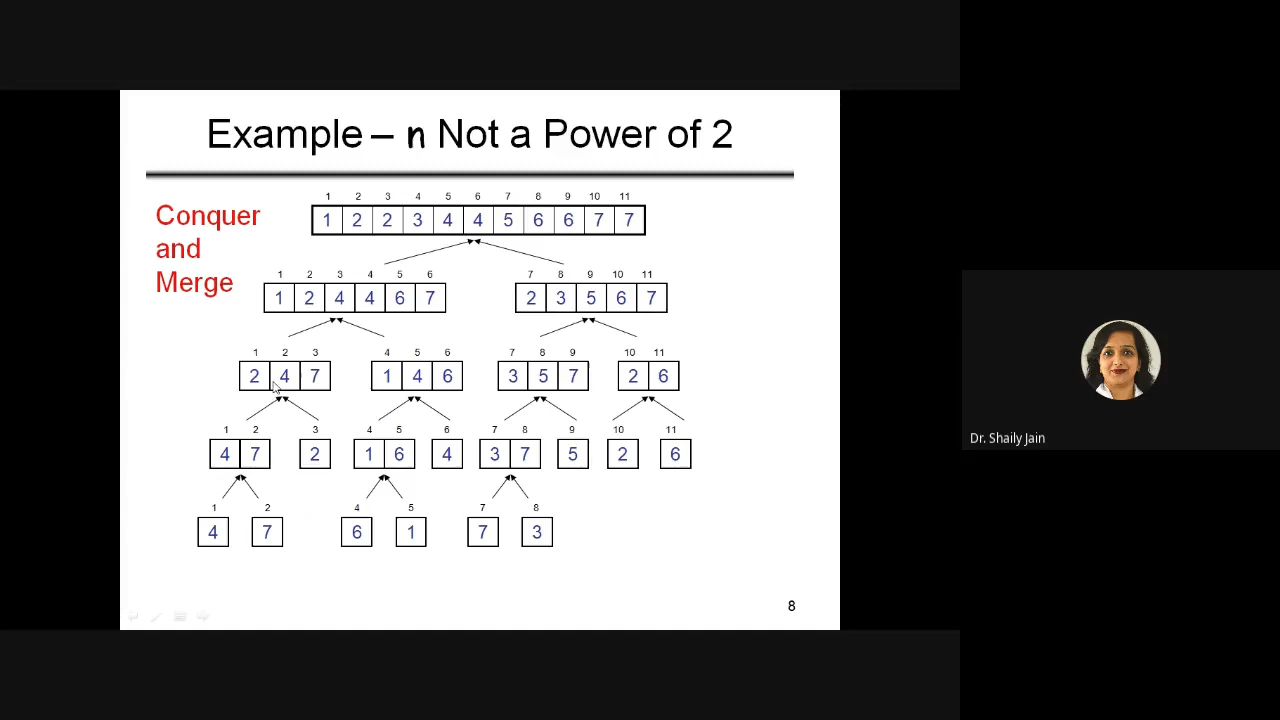 Example – n Not a Power of 2
Conquer
and
Merge
1 2 3 4 5 6 7 8 9 10 11
1 2 2 3 4 4 5 6 6 7 7
1 2 3 4 5 6 7 8 9 10 11
1 2 4 4 6 7 2 3 5 6 7
1 2 3 4 5 6 7 8 9 10 11
2 4 7 1 4 6 3 5 7 2 6
1 2 3 4 5 6 7 8 9 10 11
4 7 2 1 6 4 3 7 5 2 6
1 2 4 5 7 8
4 7 6 1 7 3
8
Dr. Shaily Jain